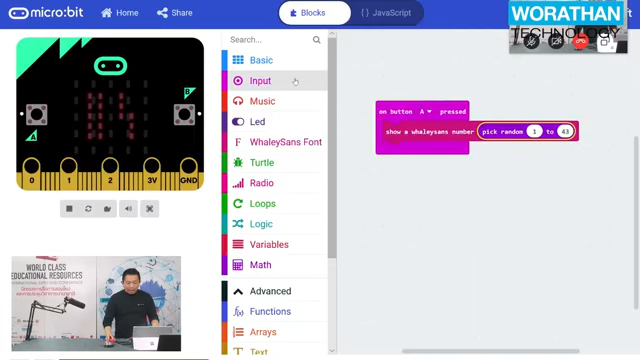 micro:bit
Home
Share
Blocks
{ } JavaScript
WORATHAN
TECHNOLOGY
Search...
Basic
Input
Music
Led
WhaleySans Font
Turtle
Radio
Loops
Logic
Variables
Math
Advanced
Functions
Arrays
Text
on button A pressed
show a whaleysans number pick random 1 to 43
A
B
0
1
2
3V
GND
WORLD CLASS
EDUCATIONAL
RESOURCES